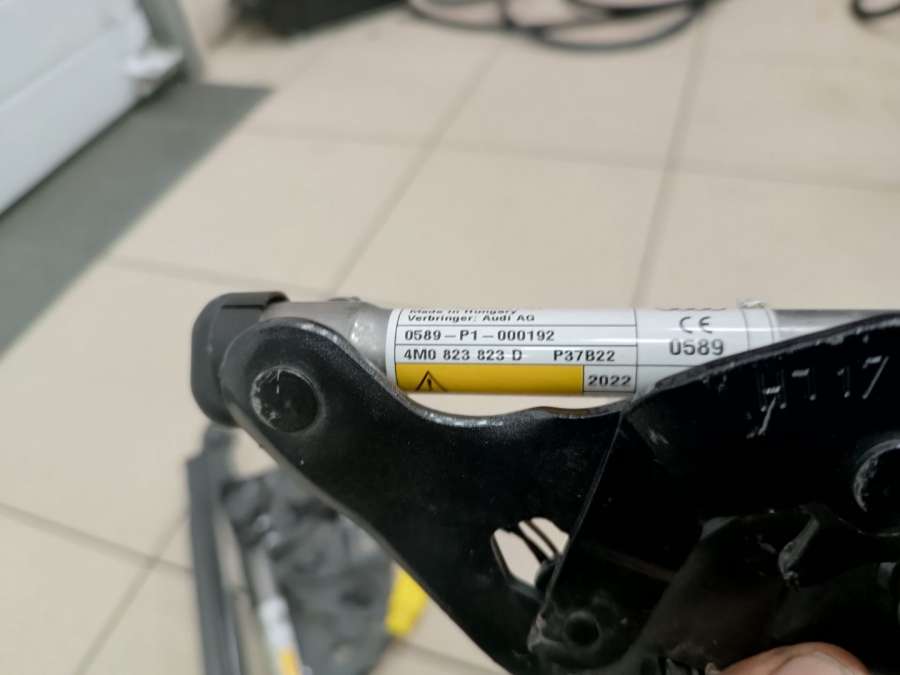 Made in Hungary
Verbringer: Audi AG
0589-P1-000192
4M0 823 823 D P37B22
2022
CE
0589